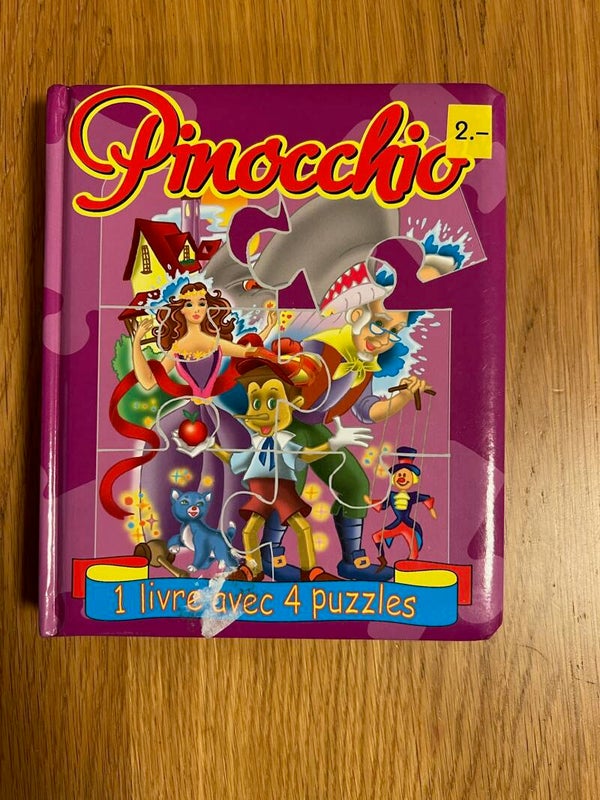 Pinocchio
2.–
1 livre avec 4 puzzles